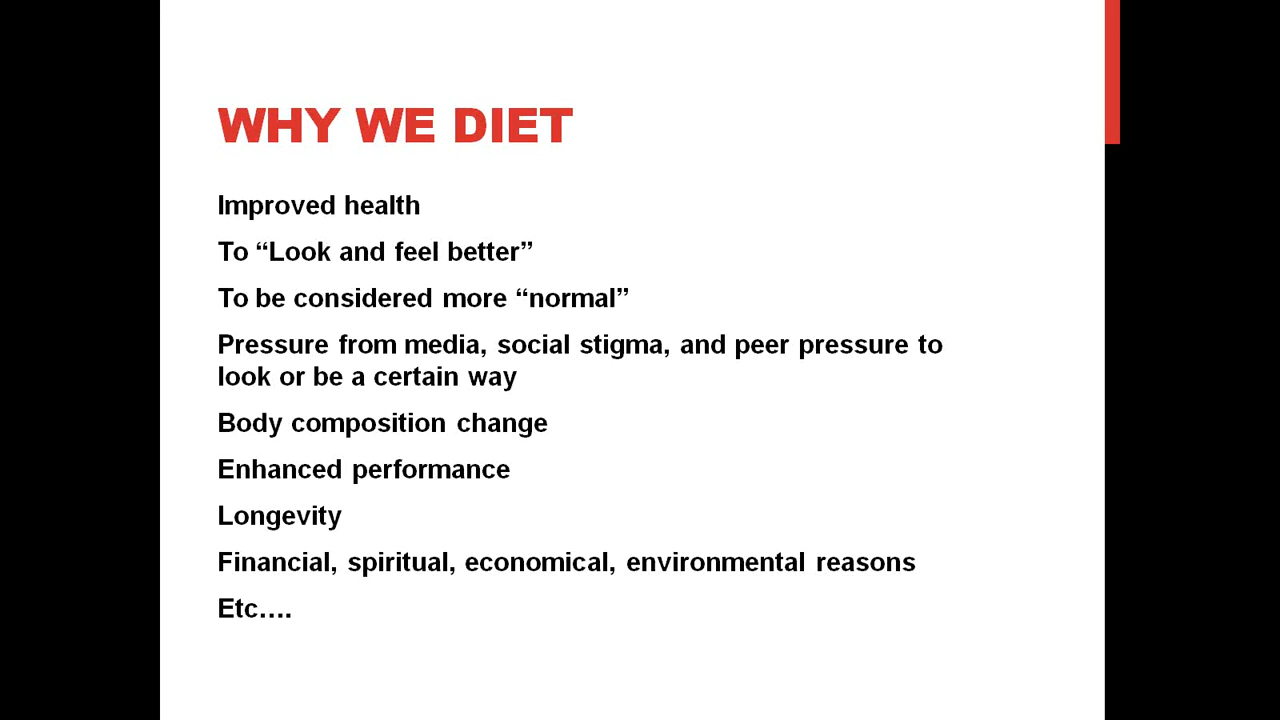 WHY WE DIET
Improved health
To “Look and feel better”
To be considered more “normal”
Pressure from media, social stigma, and peer pressure to
look or be a certain way
Body composition change
Enhanced performance
Longevity
Financial, spiritual, economical, environmental reasons
Etc….